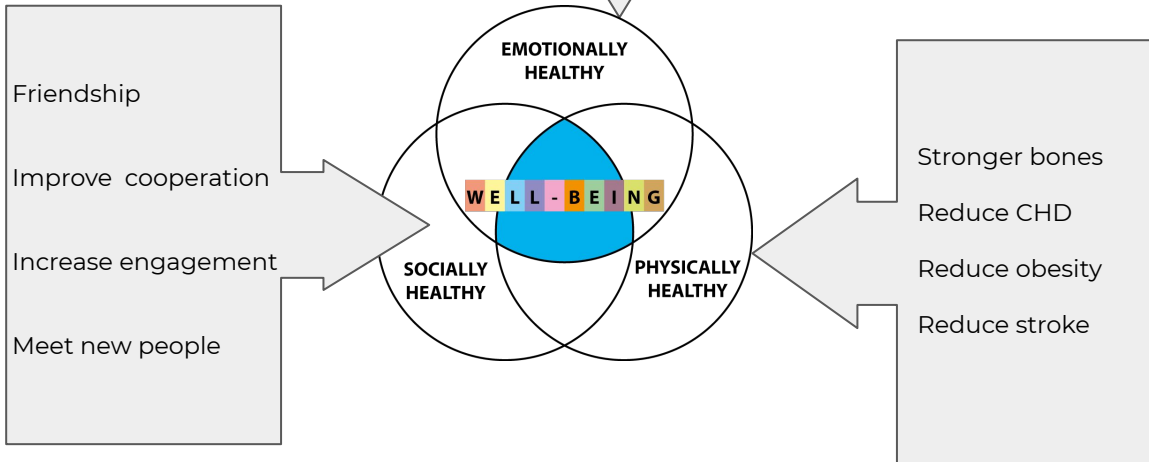 Friendship
Improve cooperation
Increase engagement
Meet new people
EMOTIONALLY
HEALTHY
WELL-BEING
SOCIALLY
HEALTHY
PHYSICALLY
HEALTHY
Stronger bones
Reduce CHD
Reduce obesity
Reduce stroke